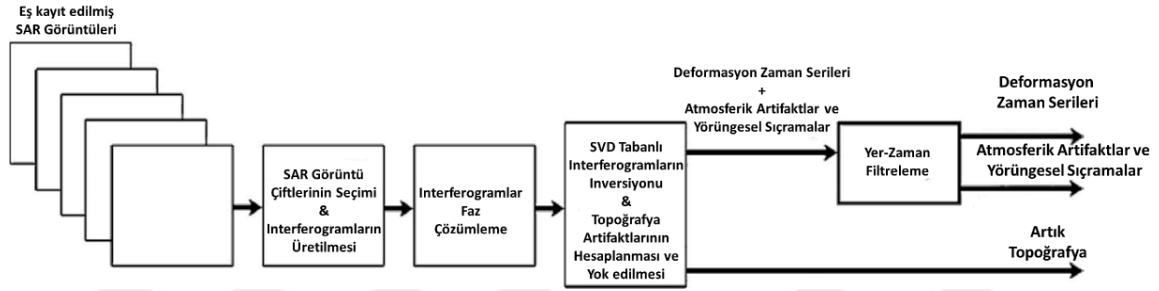 Eş kayıt edilmiş
SAR Görüntüleri
SAR Görüntü
Çiftlerinin Seçimi
&
Interferogramların
Üretilmesi
Interferogramlar
Faz
Çözümleme
SVD Tabanlı
Interferogramların
Inversiyonu
&
Topoğrafya
Artifaktlarının
Hesaplanması ve
Yok edilmesi
Deformasyon Zaman Serileri
+
Atmosferik Artifaktlar ve
Yörüngesel Sıçramalar
Yer-Zaman
Filtreleme
Deformasyon
Zaman Serileri
Atmosferik Artifaktlar ve
Yörüngesel Sıçramalar
Artık
Topoğrafya